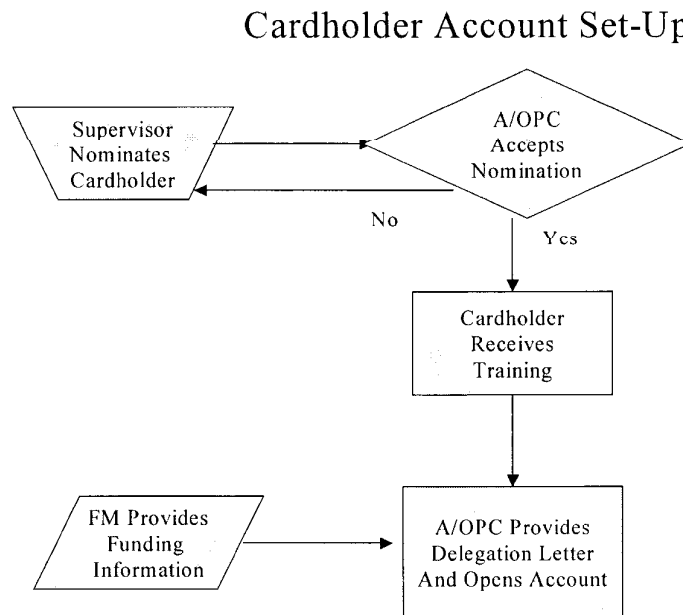 Cardholder Account Set-Up
Supervisor
Nominates
Cardholder
A/OPC
Accepts
Nomination
No
Yes
Cardholder
Receives
Training
FM Provides
Funding
Information
A/OPC Provides
Delegation Letter
And Opens Account